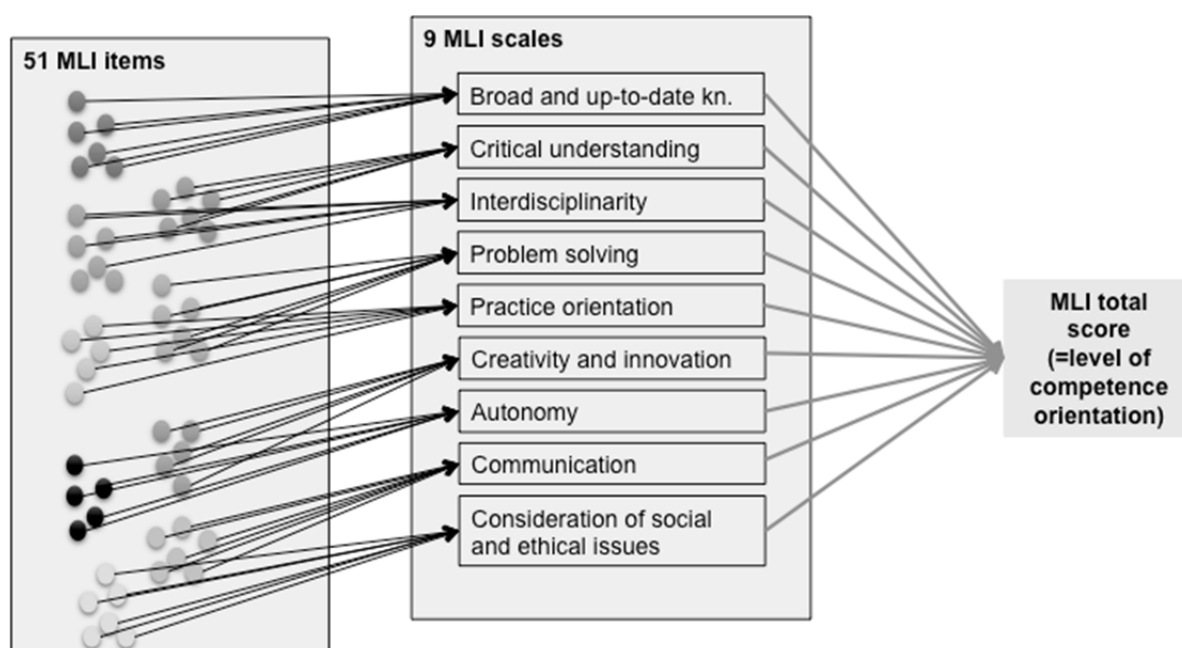 51 MLI items
9 MLI scales
Broad and up-to-date kn.
Critical understanding
Interdisciplinarity
Problem solving
Practice orientation
Creativity and innovation
Autonomy
Communication
Consideration of social
and ethical issues
MLI total
score
(=level of
competence
orientation)